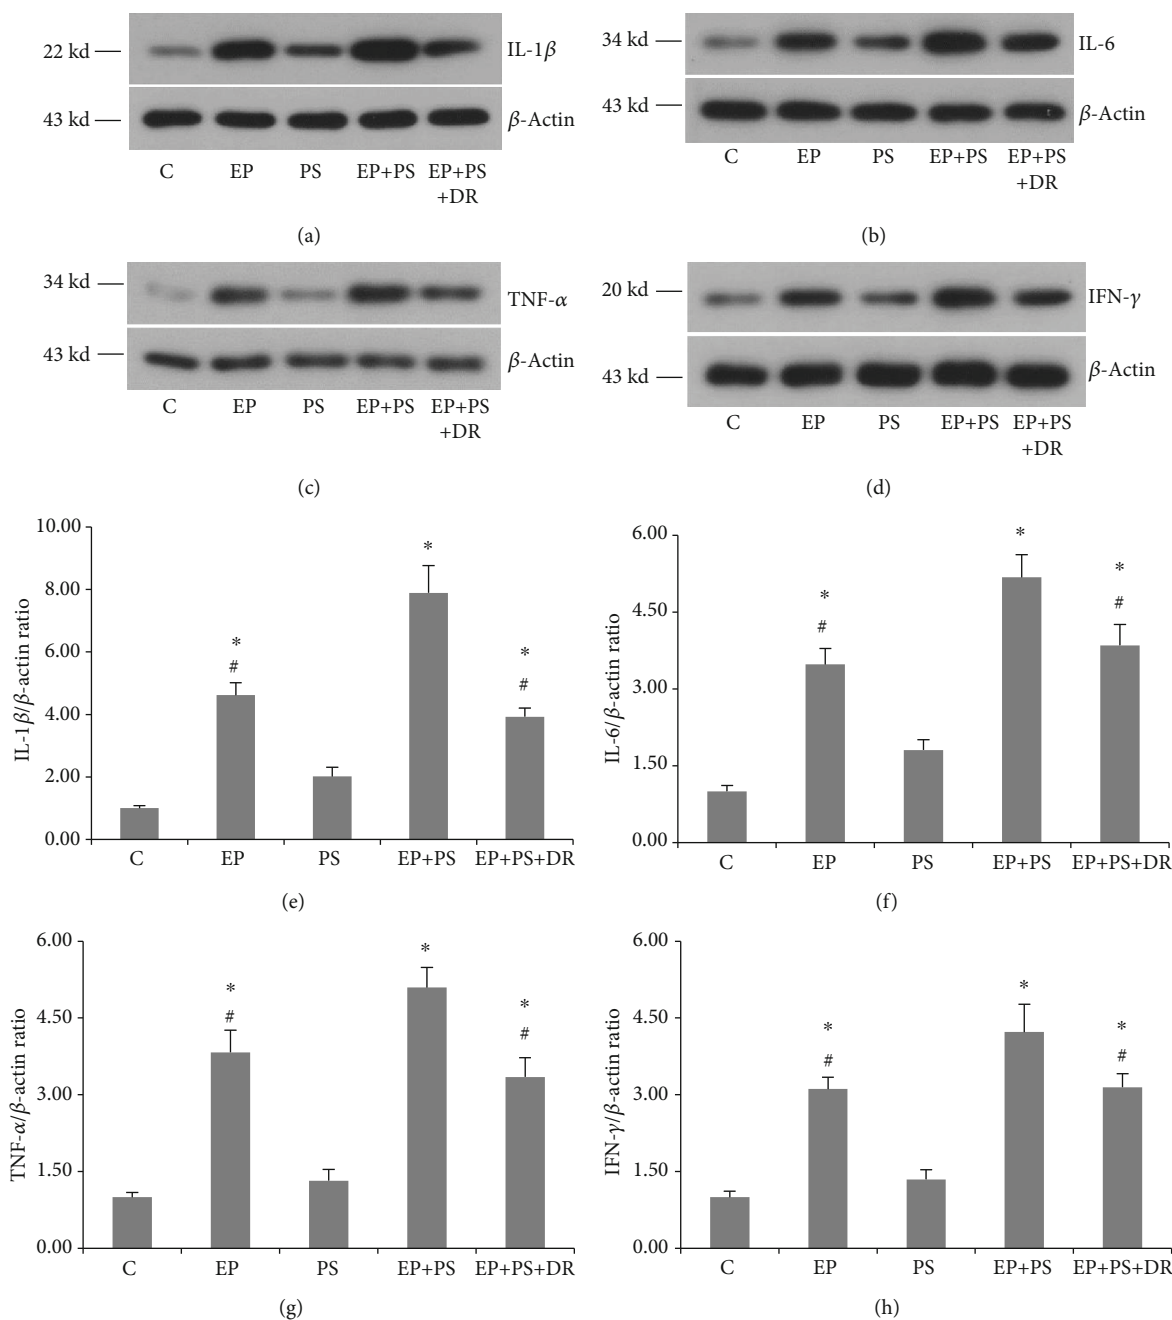 22 kd
IL-1β
43 kd
β-Actin
C EP PS EP+PS EP+PS
+DR
(a)
34 kd
IL-6
43 kd
β-Actin
C EP PS EP+PS EP+PS
+DR
(b)
34 kd
TNF-α
43 kd
β-Actin
C EP PS EP+PS EP+PS
+DR
(c)
20 kd
IFN-γ
43 kd
β-Actin
C EP PS EP+PS EP+PS
+DR
(d)
IL-1β/β-actin ratio
10.00
8.00
6.00
4.00
2.00
0.00
*
#
*
*
#
C EP PS EP+PS EP+PS+DR
(e)
IL-6/β-actin ratio
6.00
4.50
3.00
1.50
0.00
*
#
*
*
#
C EP PS EP+PS EP+PS+DR
(f)
TNF-α/β-actin ratio
6.00
4.50
3.00
1.50
0.00
*
#
*
*
#
C EP PS EP+PS EP+PS+DR
(g)
IFN-γ/β-actin ratio
6.00
4.50
3.00
1.50
0.00
*
#
*
*
#
C EP PS EP+PS EP+PS+DR
(h)